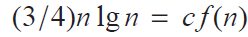 (3/4)n lg n = cf(n)